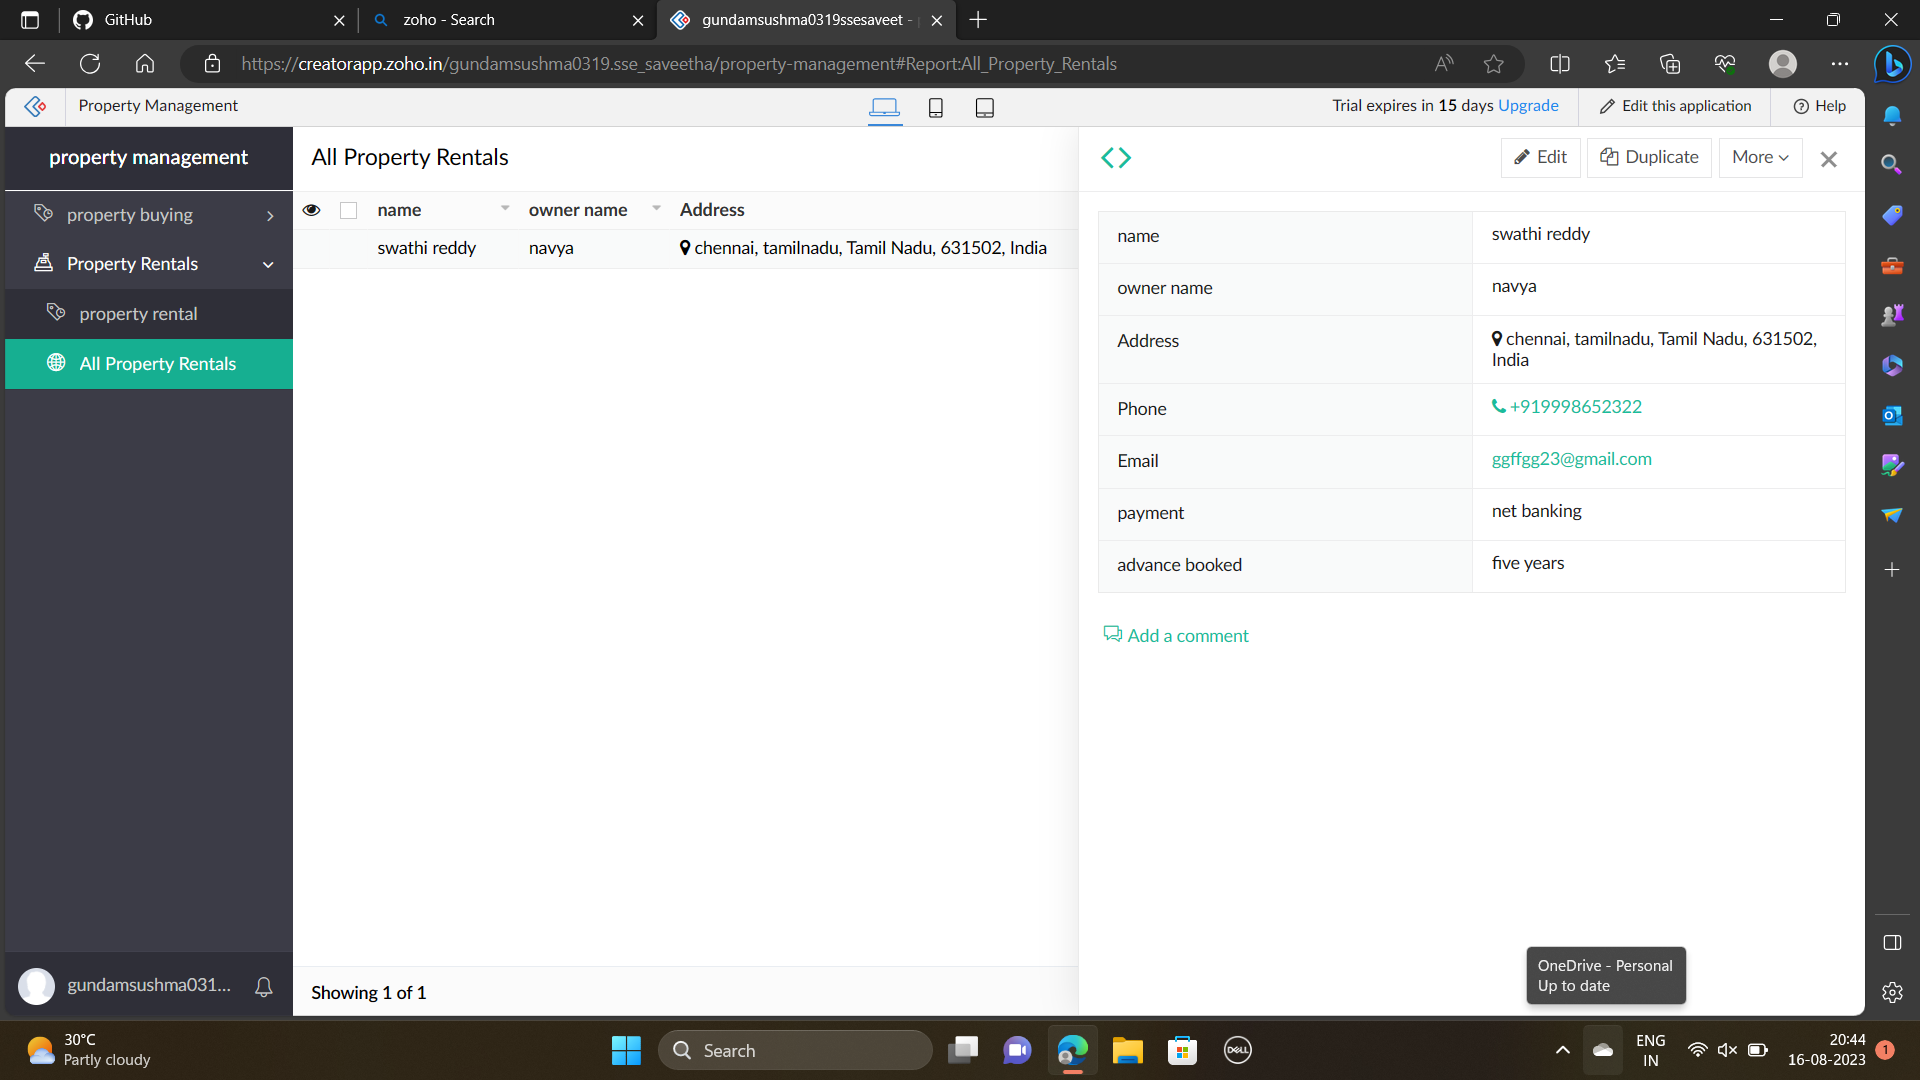 GitHub
zoho - Search
gundamsushma0319ssesaveet -
https://creatorapp.zoho.in/gundamsushma0319.sse_saveetha/property-management#Report:All_Property_Rentals
Property Management
Trial expires in 15 days Upgrade
Edit this application
Help
property management
property buying
Property Rentals
property rental
All Property Rentals
gundamsushma031...
All Property Rentals
name
owner name
Address
swathi reddy
navya
chennai, tamilnadu, Tamil Nadu, 631502, India
Showing 1 of 1
Edit
Duplicate
More
name
swathi reddy
owner name
navya
Address
chennai, tamilnadu, Tamil Nadu, 631502,
India
Phone
+919998652322
Email
ggffgg23@gmail.com
payment
net banking
advance booked
five years
Add a comment
OneDrive - Personal
Up to date
30°C
Partly cloudy
Search
DELL
ENG
IN
20:44
16-08-2023
1